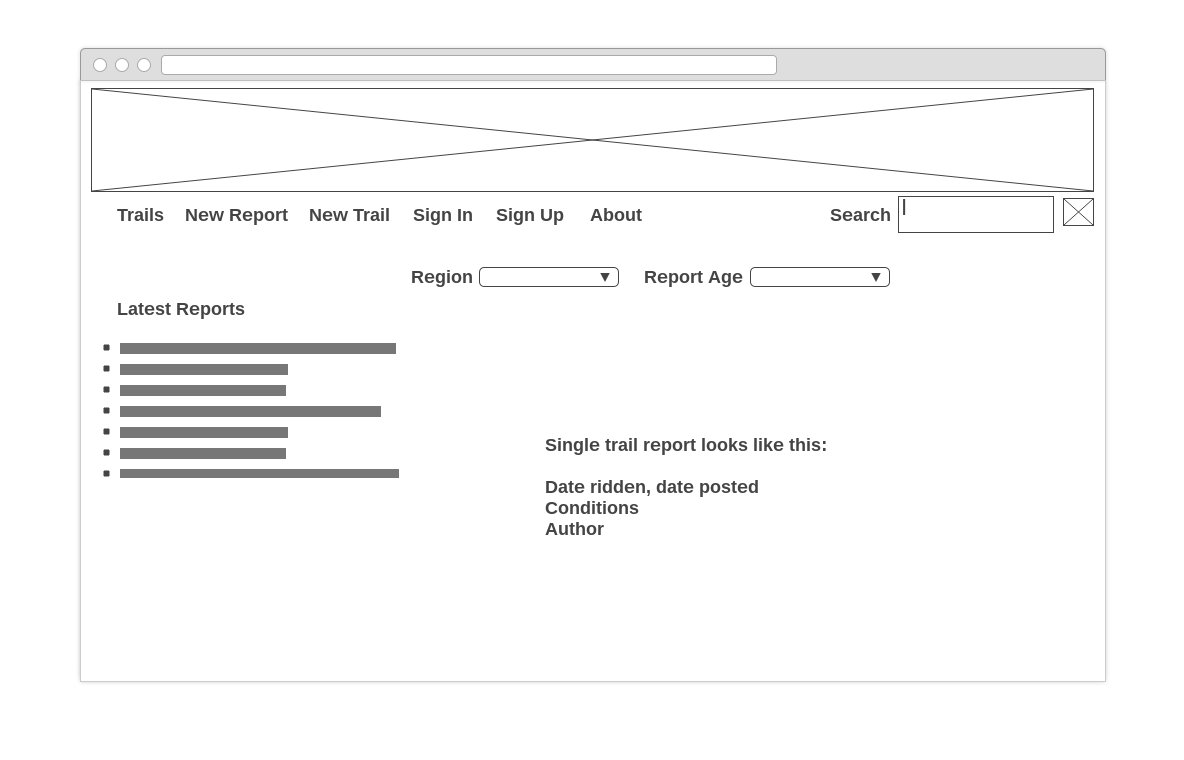 Trails New Report New Trail Sign In Sign Up About Search
Region Report Age
Latest Reports
Single trail report looks like this:
Date ridden, date posted
Conditions
Author